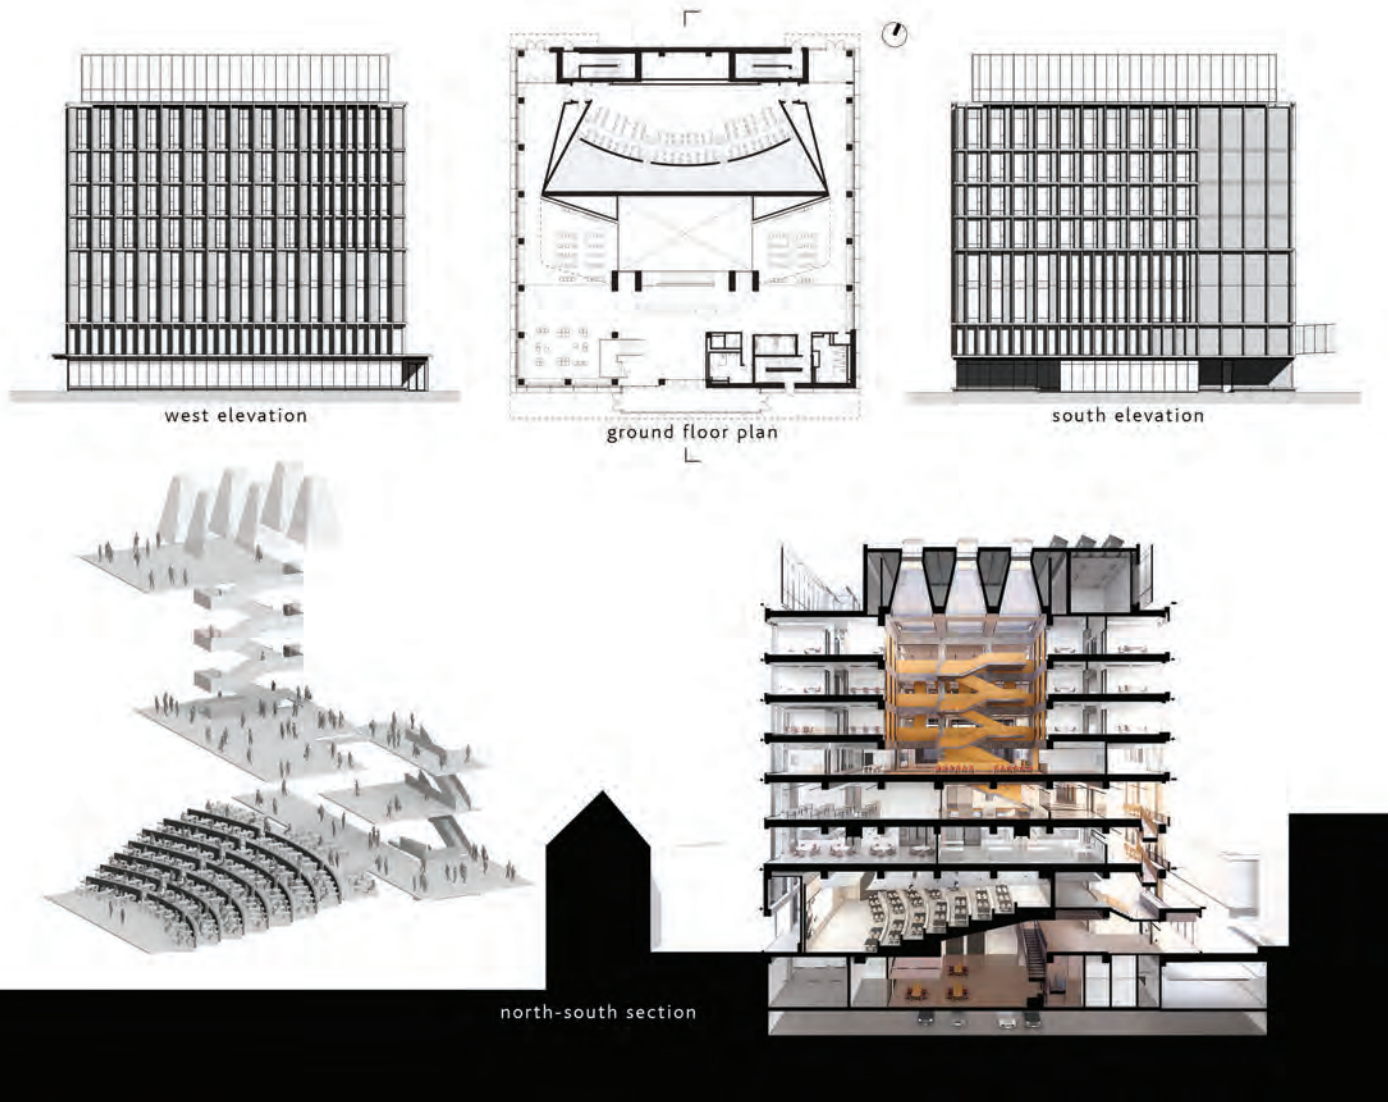 west elevation
ground floor plan
south elevation
north-south section